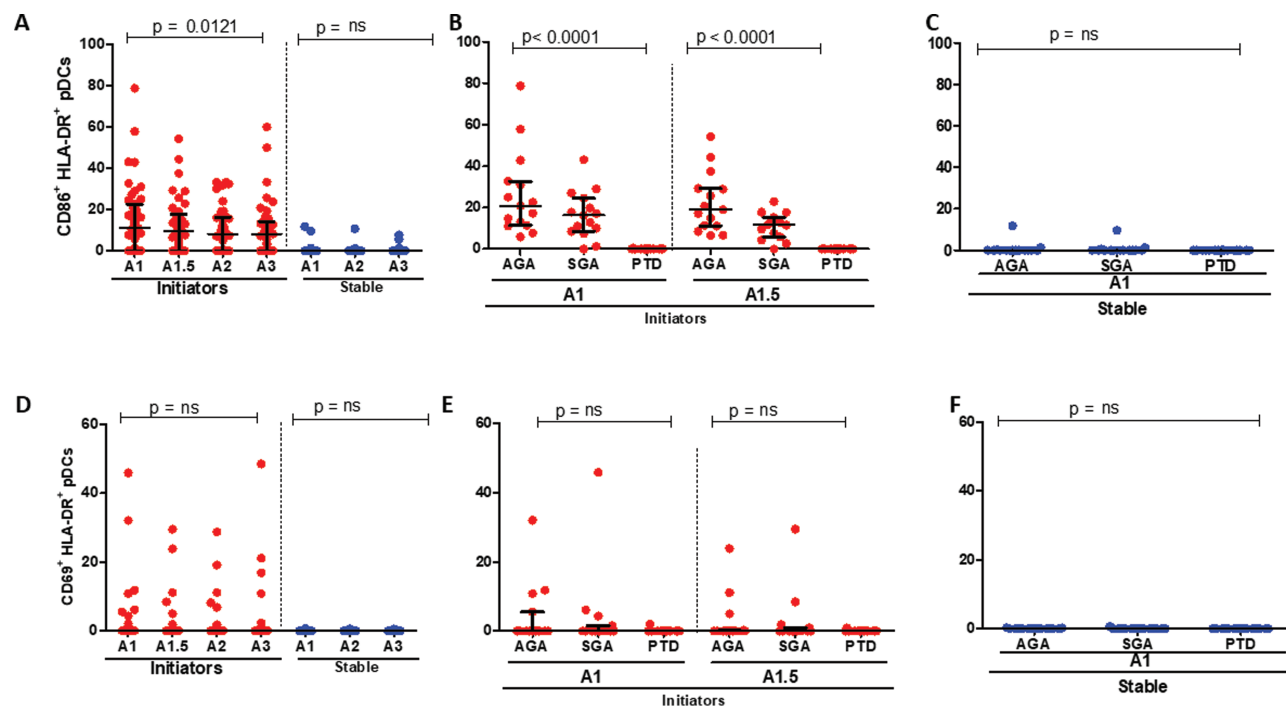 A
p = 0.0121
p = ns
CD86+ HLA-DR+ pDCs
100
80
60
40
20
0
A1 A1.5 A2 A3
Initiators
A1 A2 A3
Stable
B
p< 0.0001
p< 0.0001
100
80
60
40
20
0
AGA SGA PTD
A1
AGA SGA PTD
A1.5
Initiators
C
p = ns
100
80
60
40
20
0
AGA SGA PTD
A1
Stable
D
p = ns
p = ns
CD69+ HLA-DR+ pDCs
60
40
20
0
A1 A1.5 A2 A3
Initiators
A1 A2 A3
Stable
E
p = ns
p = ns
60
40
20
0
AGA SGA PTD
A1
AGA SGA PTD
A1.5
Initiators
F
p = ns
60
40
20
0
AGA SGA PTD
A1
Stable